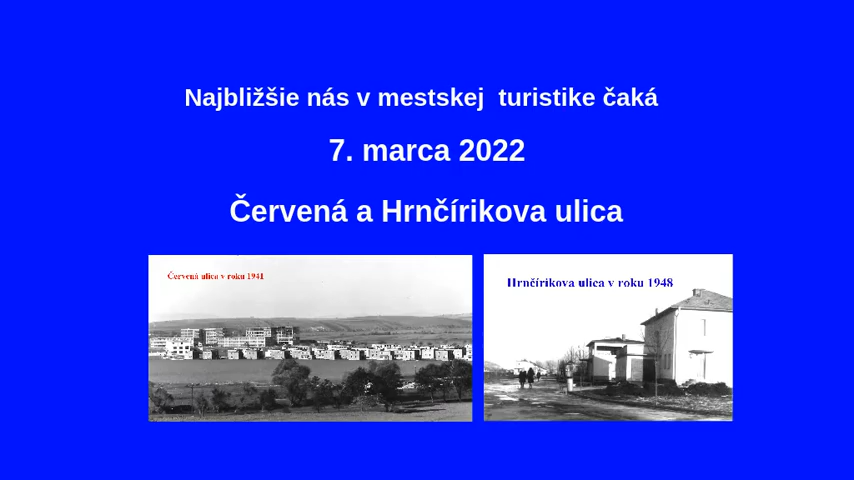 Najbližšie nás v mestskej  turistike čaká
7. marca 2022
Červená a Hrnčírikova ulica
Červená ulica v roku 1941
Hrnčírikova ulica v roku 1948